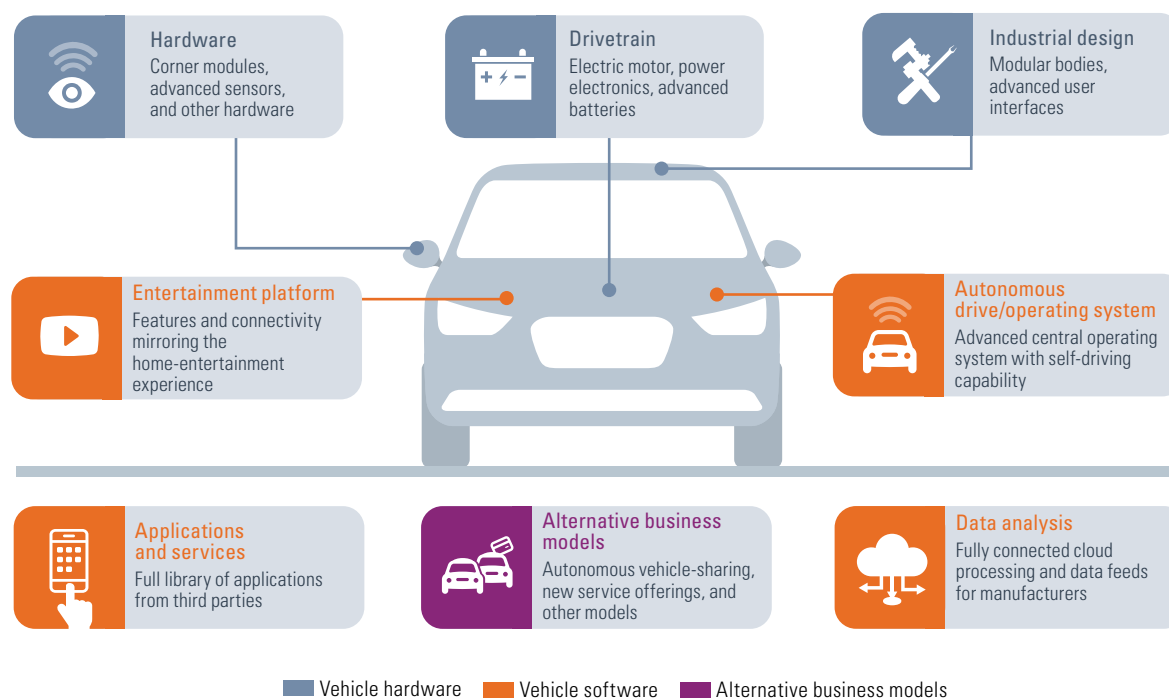 Hardware
Corner modules,
advanced sensors,
and other hardware
Drivetrain
Electric motor, power
electronics, advanced
batteries
Industrial design
Modular bodies,
advanced user
interfaces
Entertainment platform
Features and connectivity
mirroring the
home-entertainment
experience
Autonomous
drive/operating system
Advanced central operating
system with self-driving
capability
Applications
and services
Full library of applications
from third parties
Alternative business
models
Autonomous vehicle-sharing,
new service offerings, and
other models
Data analysis
Fully connected cloud
processing and data feeds
for manufacturers
Vehicle hardware
Vehicle software
Alternative business models